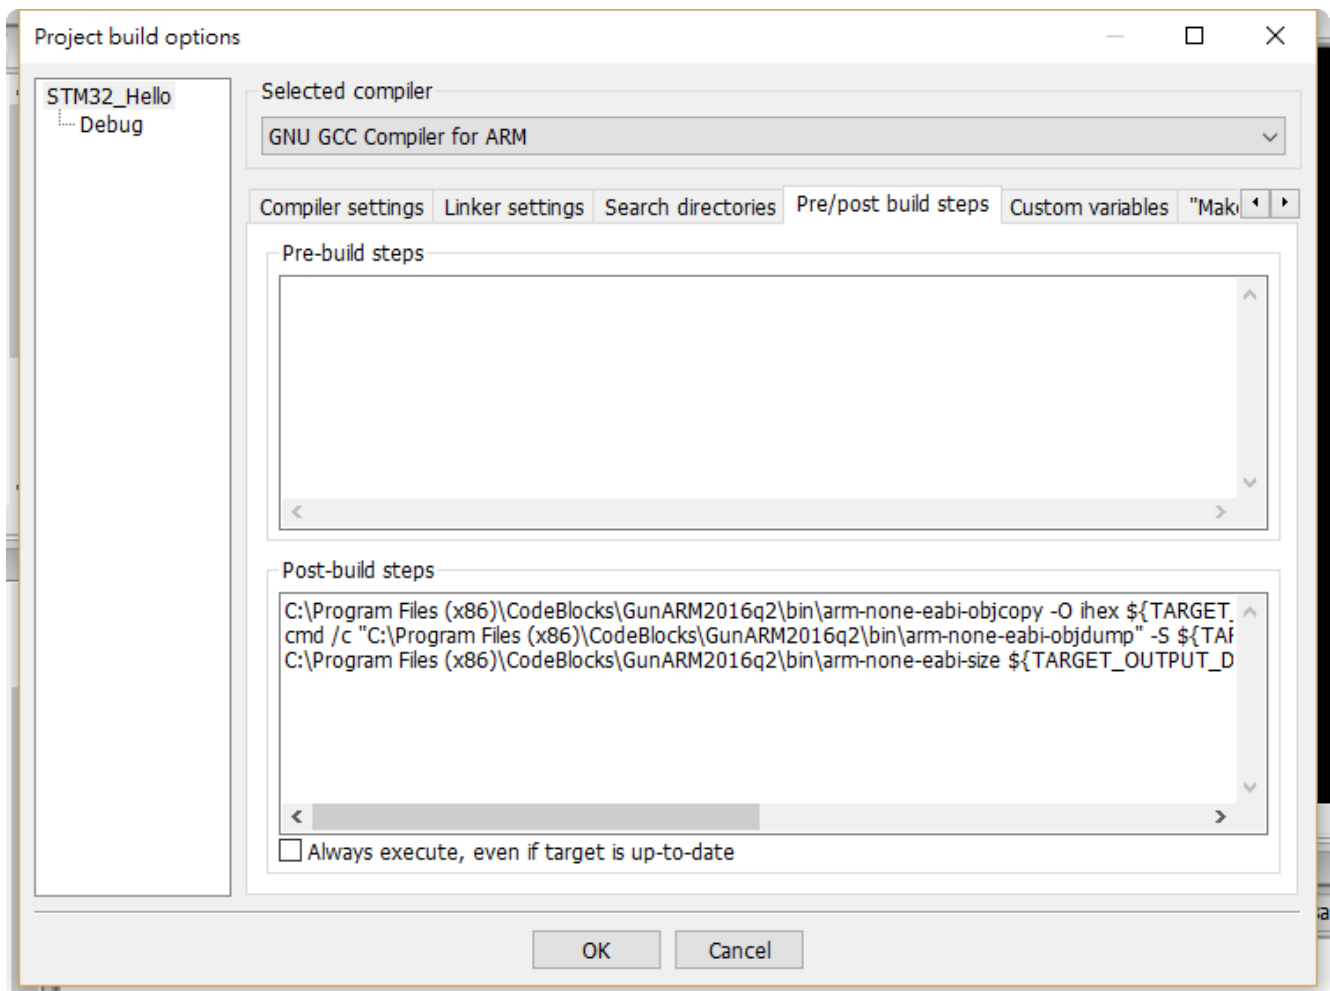 Project build options
STM32_Hello
Debug
Selected compiler
GNU GCC Compiler for ARM
Compiler settings
Linker settings
Search directories
Pre/post build steps
Custom variables
"Mak
Pre-build steps
Post-build steps
C:\Program Files (x86)\CodeBlocks\GunARM2016q2\bin\arm-none-eabi-objcopy -O ihex ${TARGET_
cmd /c "C:\Program Files (x86)\CodeBlocks\GunARM2016q2\bin\arm-none-eabi-objdump" -S ${TAR
C:\Program Files (x86)\CodeBlocks\GunARM2016q2\bin\arm-none-eabi-size ${TARGET_OUTPUT_D
Always execute, even if target is up-to-date
OK
Cancel